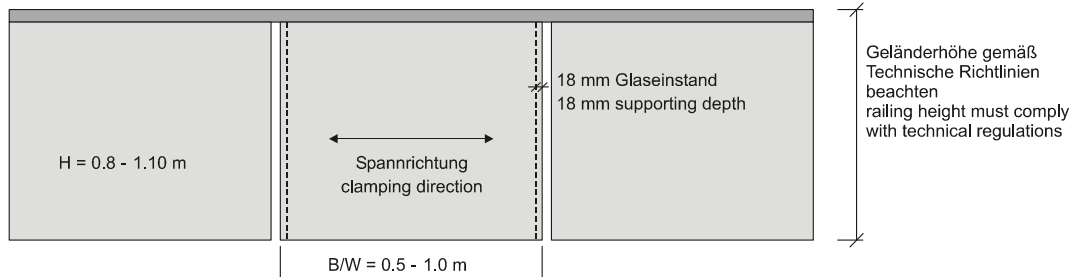 Geländerhöhe gemäß
Technische Richtlinien
beachten
railing height must comply
with technical regulations
18 mm Glaseinstand
18 mm supporting depth
H = 0.8 - 1.10 m
Spannrichtung
clamping direction
B/W = 0.5 - 1.0 m